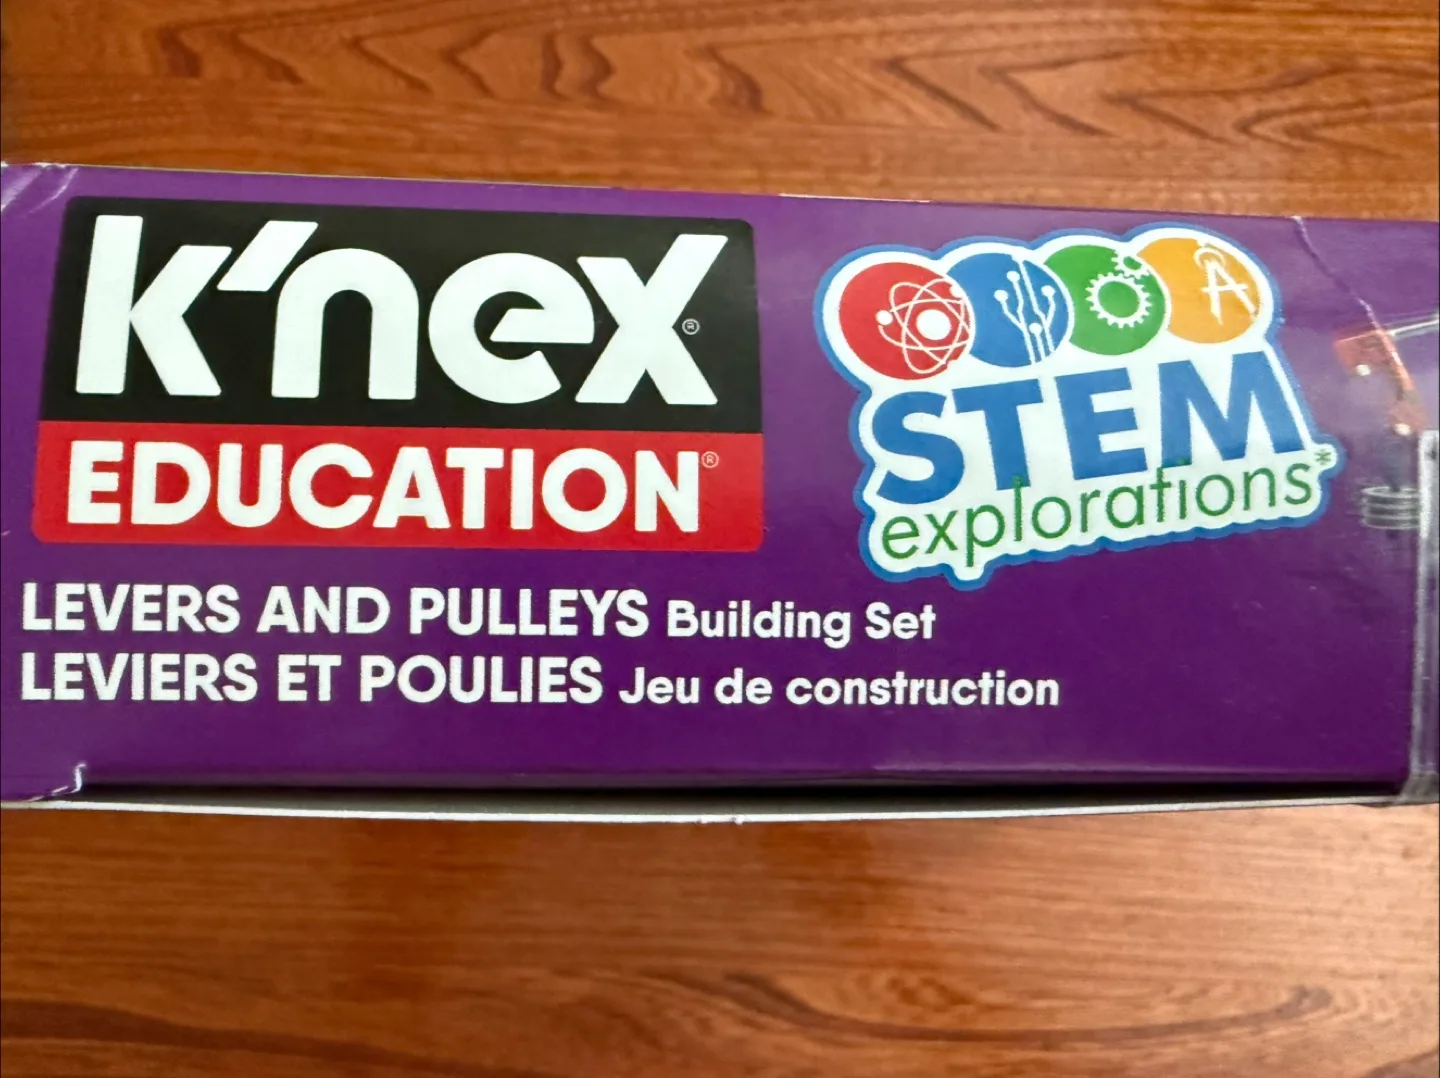 K'NEX®
EDUCATION®
STEM
explorations*
LEVERS AND PULLEYS Building Set
LEVIERS ET POULIES Jeu de construction